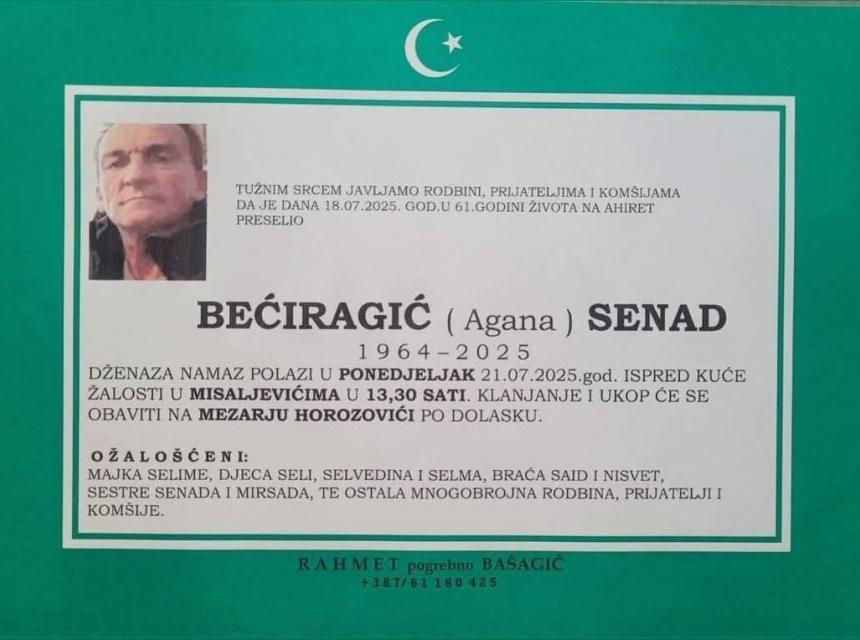 TUŽNIM SRCEM JAVLJAMO RODBINI, PRIJATELJIMA I KOMŠIJAMA
DA JE DANA 18.07.2025. GOD.U 61.GODINI ŽIVOTA NA AHIRET
PRESELIO
BEĆIRAGIĆ ( Agana ) SENAD
1964-2025
DŽENAZA NAMAZ POLAZI U PONEDJELJAK 21.07.2025.god. ISPRED KUĆE
ŽALOSTI U MISALJEVIĆIMA U 13,30 SATI. KLANJANJE I UKOP ĆE SE
OBAVITI NA MEZARJU HOROZOVIĆI PO DOLASKU.
OŽALOŠĆENI:
MAJKA SELIME, DJECA SELI, SELVEDINA I SELMA, BRAĆA SAID I NISVET,
SESTRE SENADA I MIRSADA, TE OSTALA MNOGOBROJNA RODBINA, PRIJATELJI I
KOMŠIJE.
RAHMET pogrebno BAŠAGIĆ
+387/61 180 425